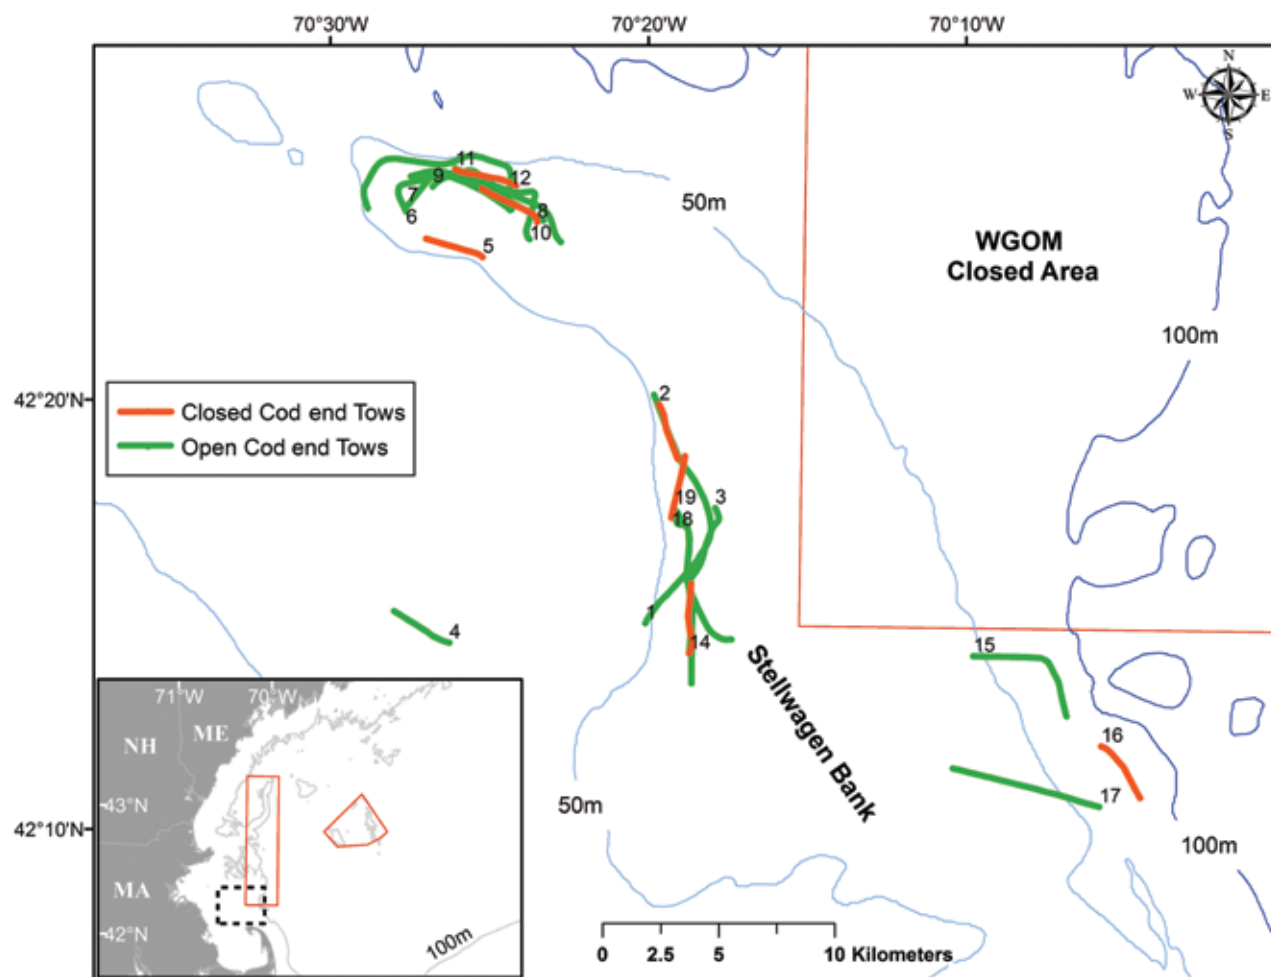 70°30'W
70°20'W
70°10'W
N
W
E
S
11
9
12
7
6
8
10
5
50m
WGOM
Closed Area
100m
42°20'N
Closed Cod end Tows
Open Cod end Tows
2
19
3
18
1
4
14
15
Stellwagen Bank
16
17
50m
42°10'N
100m
71°W
70°W
NH
ME
43°N
MA
42°N
100m
0
2.5
5
10 Kilometers